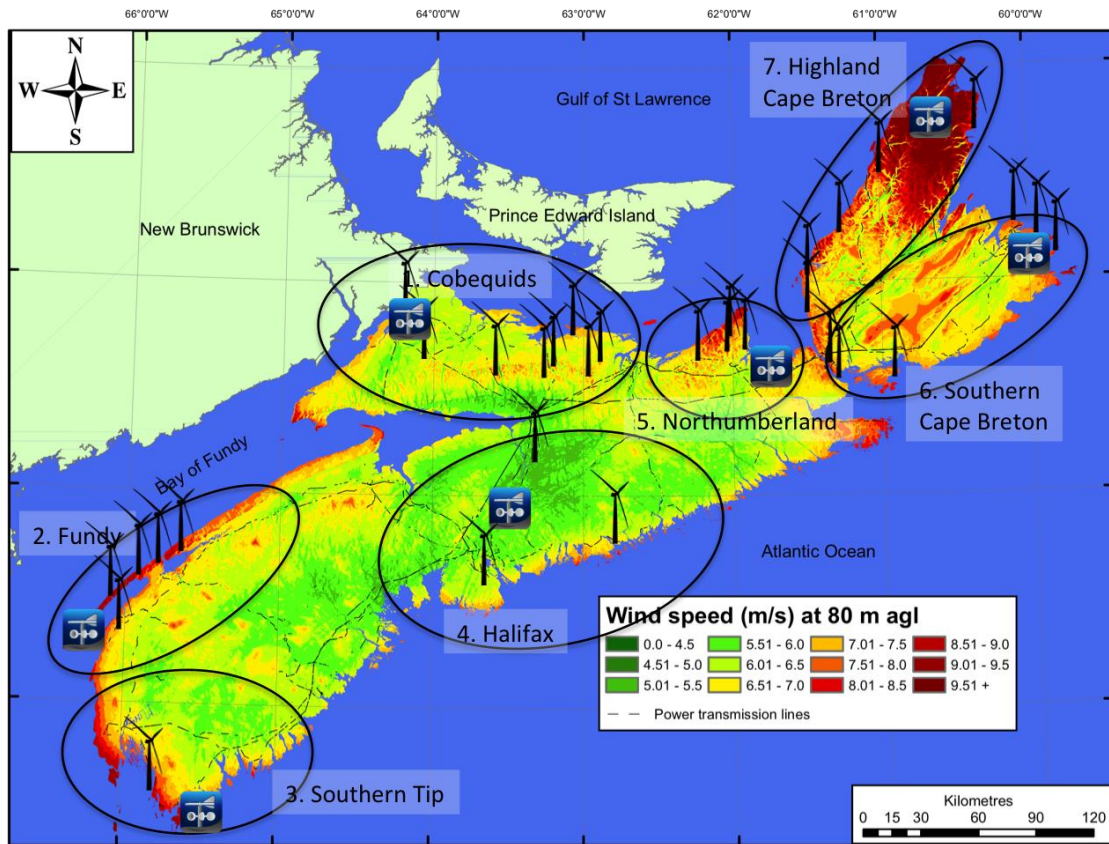 66°0'0"W 65°0'0"W 64°0'0"W 63°0'0"W 62°0'0"W 61°0'0"W 60°0'0"W
N
W E
S
7. Highland
Cape Breton
Gulf of St Lawrence
New Brunswick
Prince Edward Island
1. Cobequids
6. Southern
Cape Breton
5. Northumberland
Bay of Fundy
2. Fundy
Atlantic Ocean
4. Halifax
3. Southern Tip
Wind speed (m/s) at 80 m agl
0.0 - 4.5 5.51 - 6.0 7.01 - 7.5 8.51 - 9.0
4.51 - 5.0 6.01 - 6.5 7.51 - 8.0 9.01 - 9.5
5.01 - 5.5 6.51 - 7.0 8.01 - 8.5 9.51 +
Power transmission lines
Kilometres
0 15 30 60 90 120